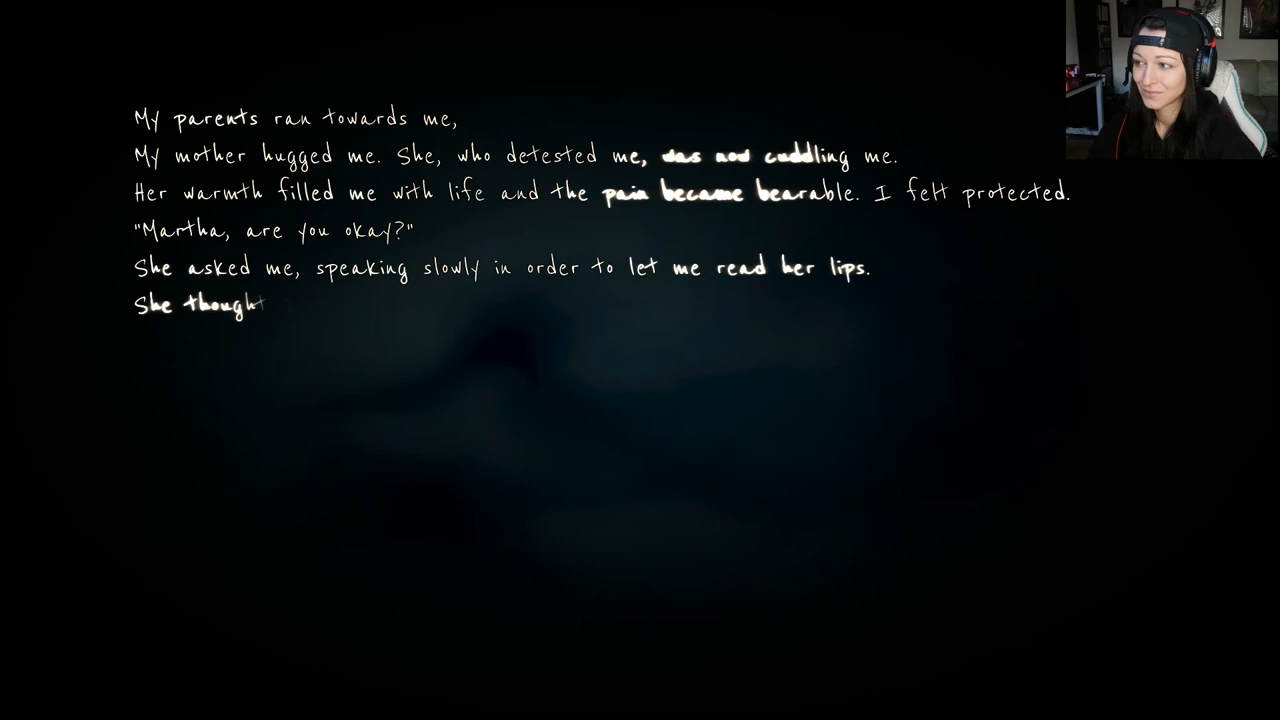 My parents ran towards me,
My mother hugged me. She, who detested me, was now cuddling me.
Her warmth filled me with life and the pain became bearable. I felt protected.
"Martha, are you okay?"
She asked me, speaking slowly in order to let me read her lips.
She thought